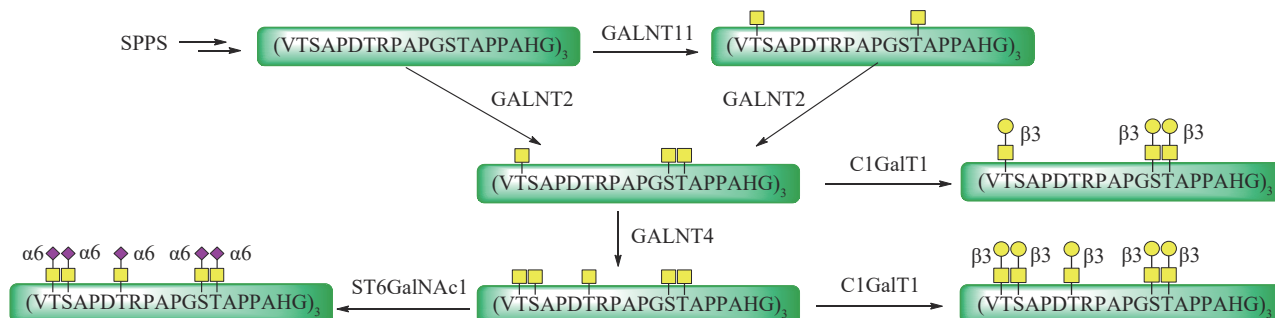 SPPS
(VTSAPDTRPAPGSTAPPAHG)3
GALNT11
(VTSAPDTRPAPGSTAPPAHG)3
GALNT2
GALNT2
β3
β3
β3
(VTSAPDTRPAPGSTAPPAHG)3
C1GalT1
(VTSAPDTRPAPGSTAPPAHG)3
GALNT4
α6
α6
α6
α6
α6
(VTSAPDTRPAPGSTAPPAHG)3
ST6GalNAc1
(VTSAPDTRPAPGSTAPPAHG)3
C1GalT1
β3
β3
β3
β3
β3
(VTSAPDTRPAPGSTAPPAHG)3